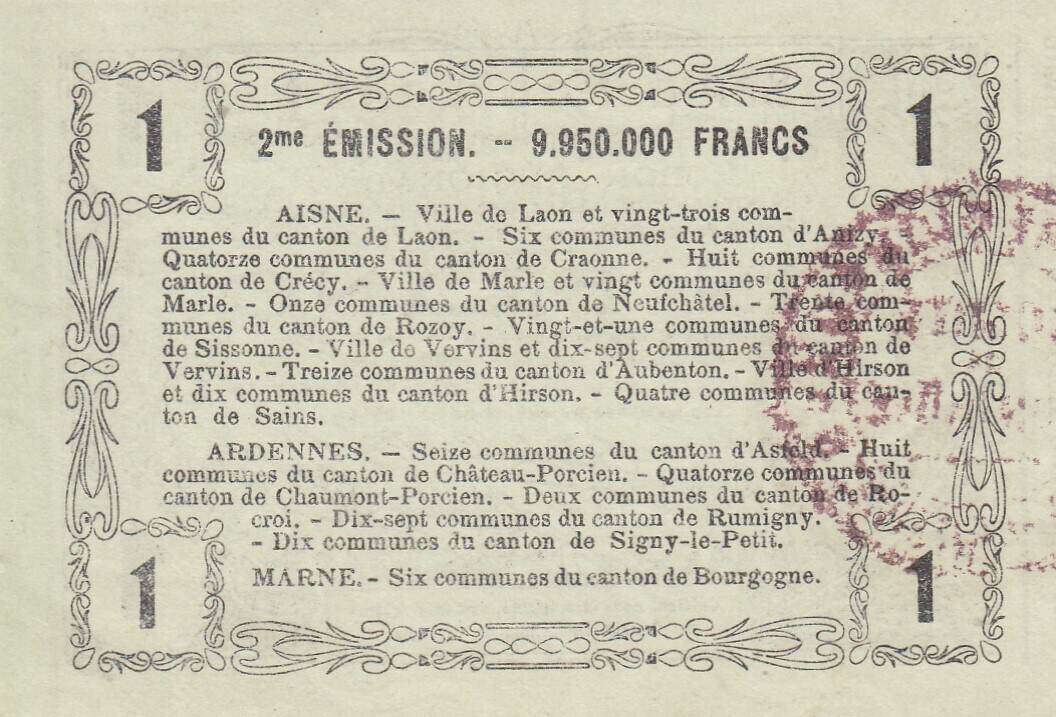 1 1
2me ÉMISSION. -- 9.950.000 FRANCS
AISNE. — Ville de Laon et vingt-trois com-
munes du canton de Laon. - Six communes du canton d'Anizy.
Quatorze communes du canton de Craonne. - Huit communes du
canton de Crécy. - Ville de Marle et vingt communes du canton de
Marle. - Onze communes du canton de Neufchâtel. - Trente com-
munes du canton de Rozoy. - Vingt-et-une communes du canton
de Sissonne. - Ville de Vervins et dix-sept communes du canton de
Vervins. - Treize communes du canton d'Aubenton. - Ville d'Hirson
et dix communes du canton d'Hirson. - Quatre communes du can-
ton de Sains.
ARDENNES. — Seize communes du canton d'Asfeld. - Huit
communes du canton de Château-Porcien. - Quatorze communes du
canton de Chaumont-Porcien. - Deux communes du canton de Ro-
croi. - Dix-sept communes du canton de Rumigny.
- Dix communes du canton de Signy-le-Petit.
MARNE. - Six communes du canton de Bourgogne.
1 1